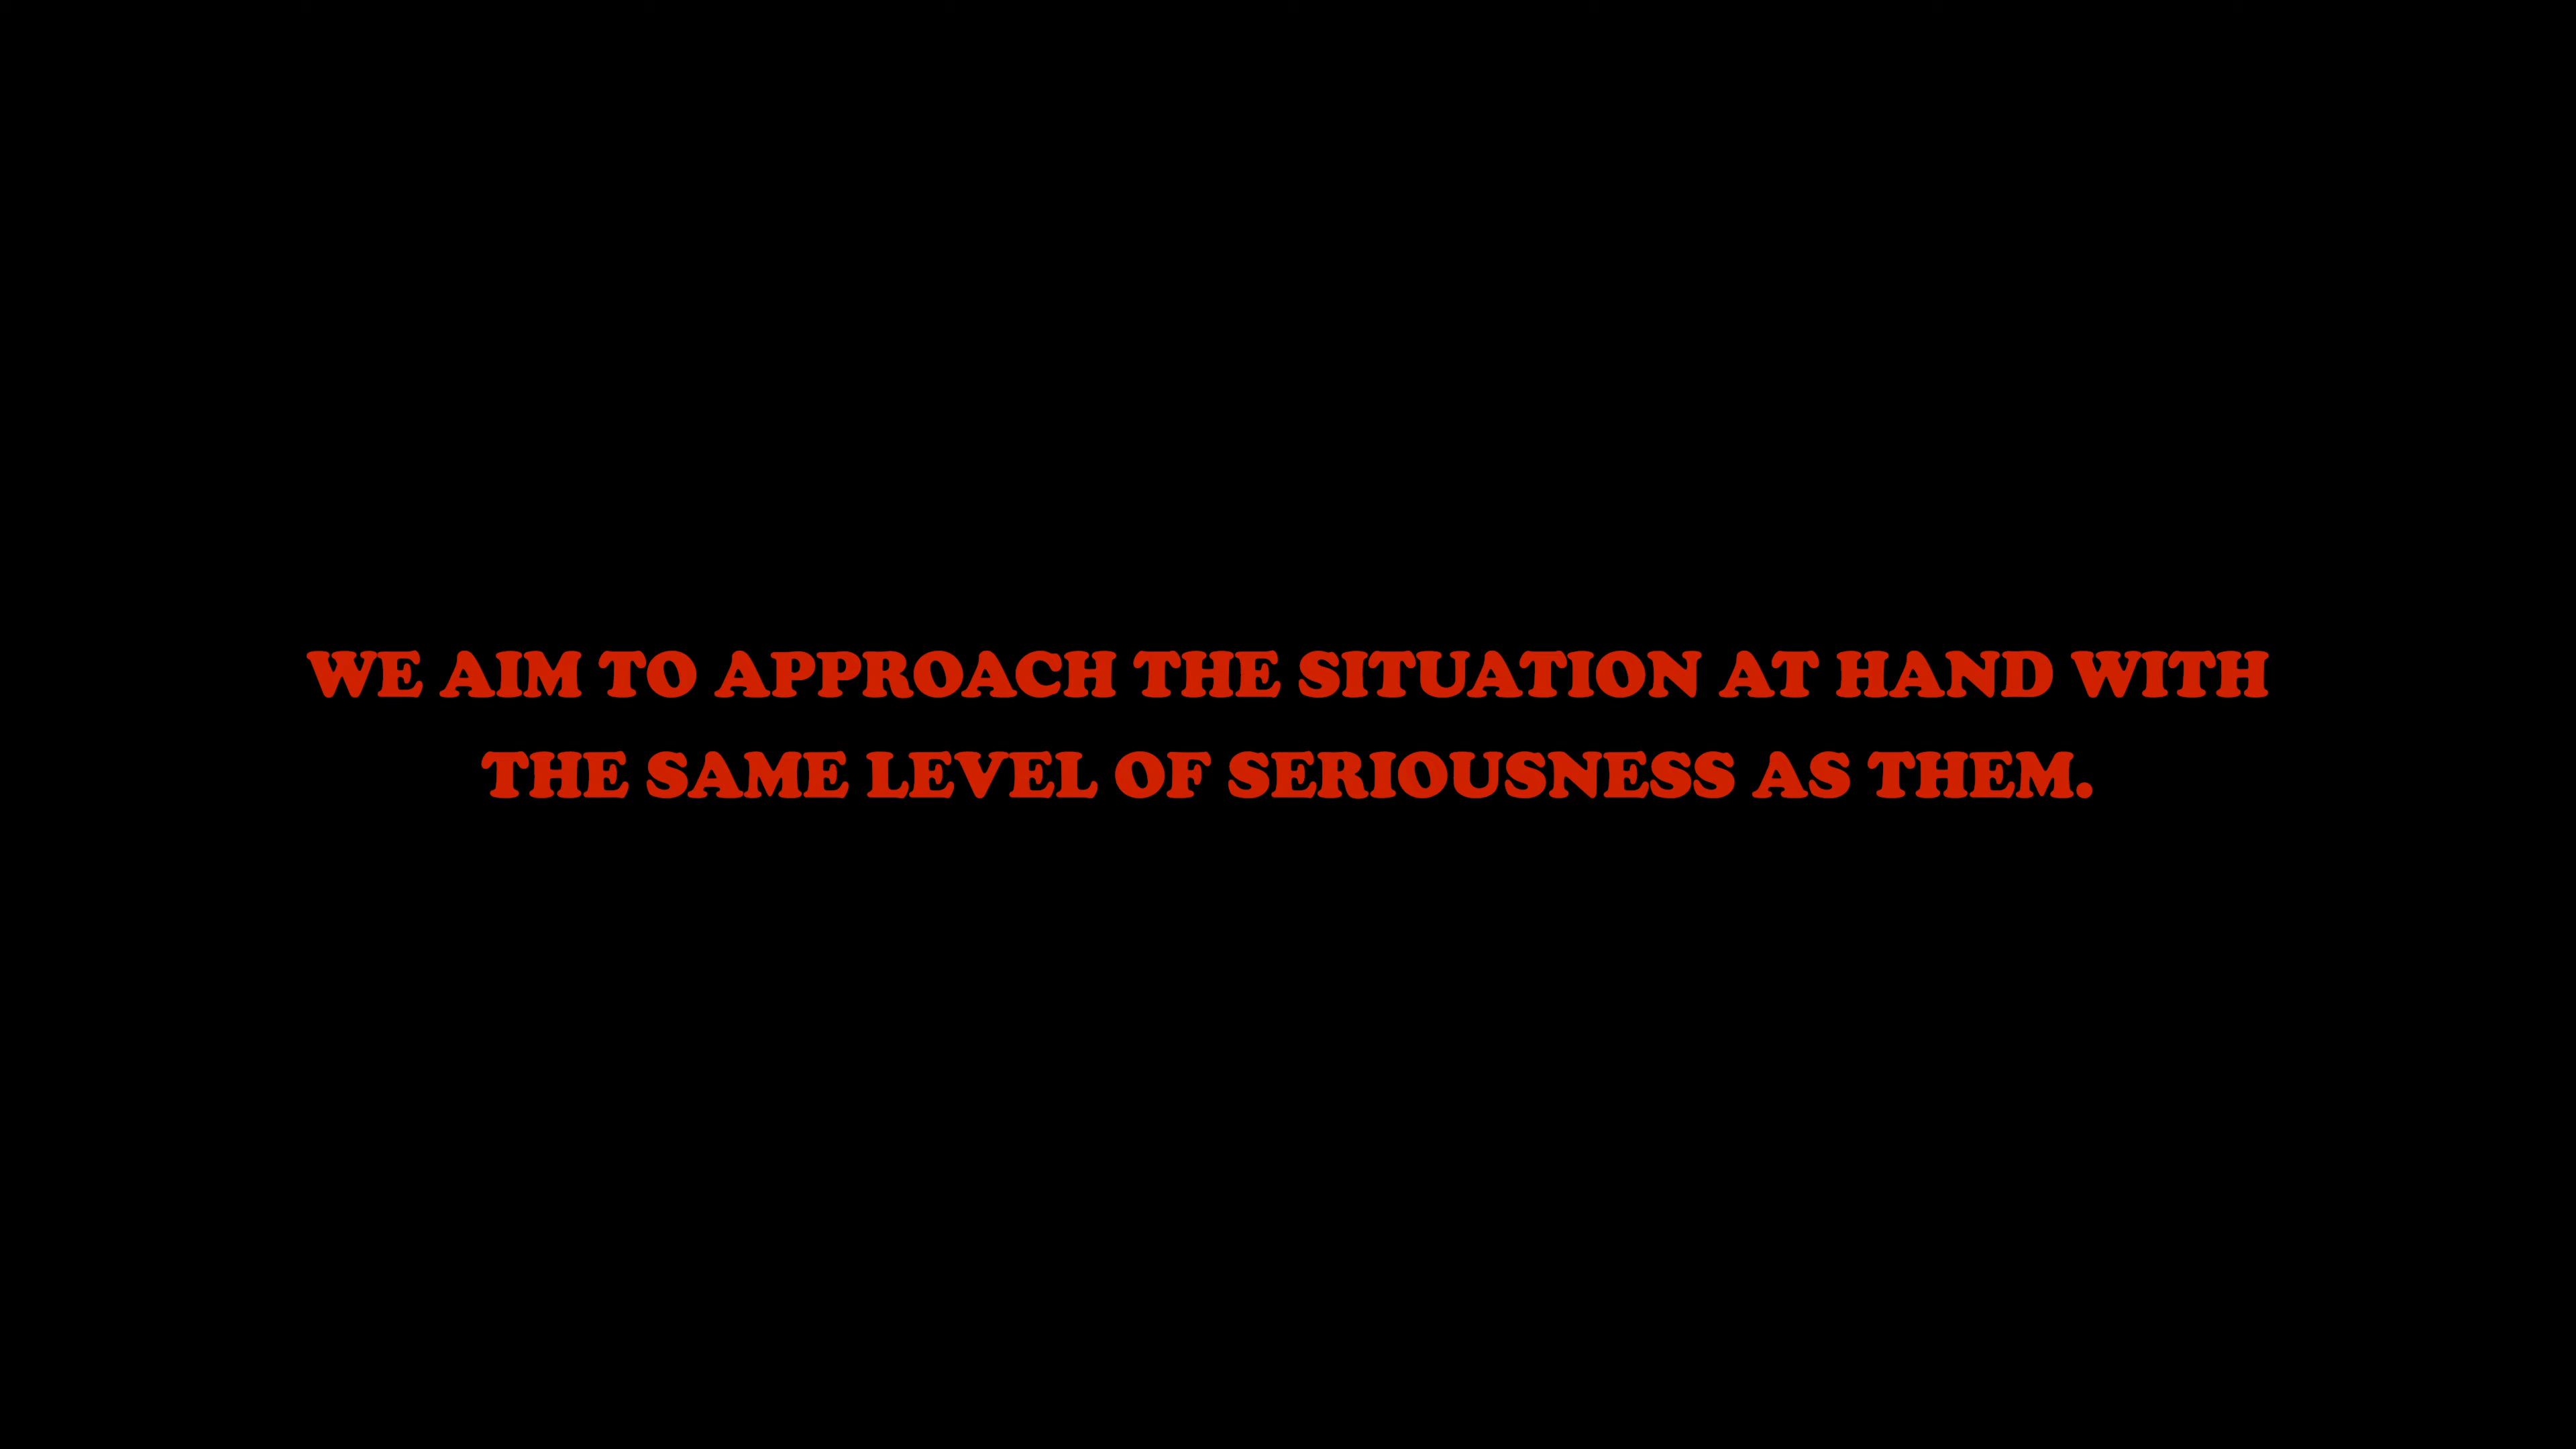 WE AIM TO APPROACH THE SITUATION AT HAND WITH
THE SAME LEVEL OF SERIOUSNESS AS THEM.